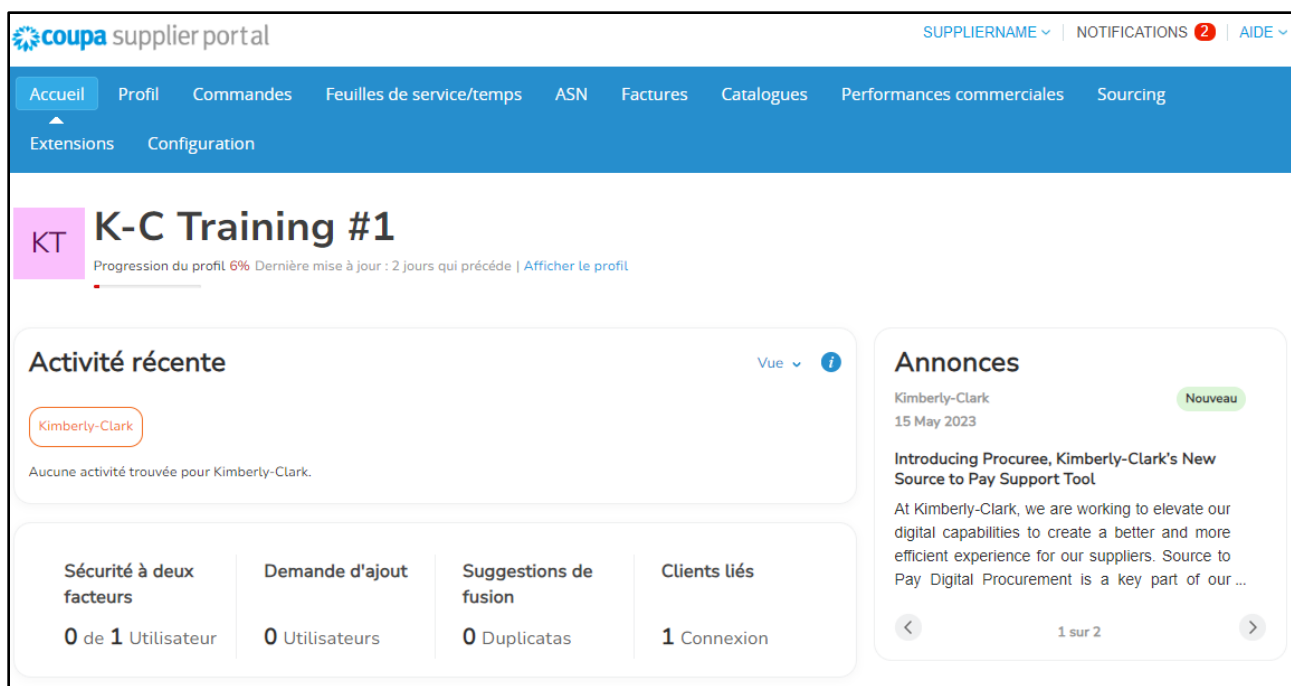 coupa supplier portal
SUPPLIERNAME NOTIFICATIONS 2 AIDE
Accueil Profil Commandes Feuilles de service/temps ASN Factures Catalogues Performances commerciales Sourcing
Extensions Configuration
KT
K-C Training #1
Progression du profil 6% Dernière mise à jour : 2 jours qui précéde | Afficher le profil
Activité récente
Vue
i
Kimberly-Clark
Aucune activité trouvée pour Kimberly-Clark.
Sécurité à deux
facteurs
0 de 1 Utilisateur
Demande d'ajout
0 Utilisateurs
Suggestions de
fusion
0 Duplicatas
Clients liés
1 Connexion
Annonces
Kimberly-Clark
Nouveau
15 May 2023
Introducing Procuree, Kimberly-Clark's New
Source to Pay Support Tool
At Kimberly-Clark, we are working to elevate our
digital capabilities to create a better and more
efficient experience for our suppliers. Source to
Pay Digital Procurement is a key part of our ...
1 sur 2